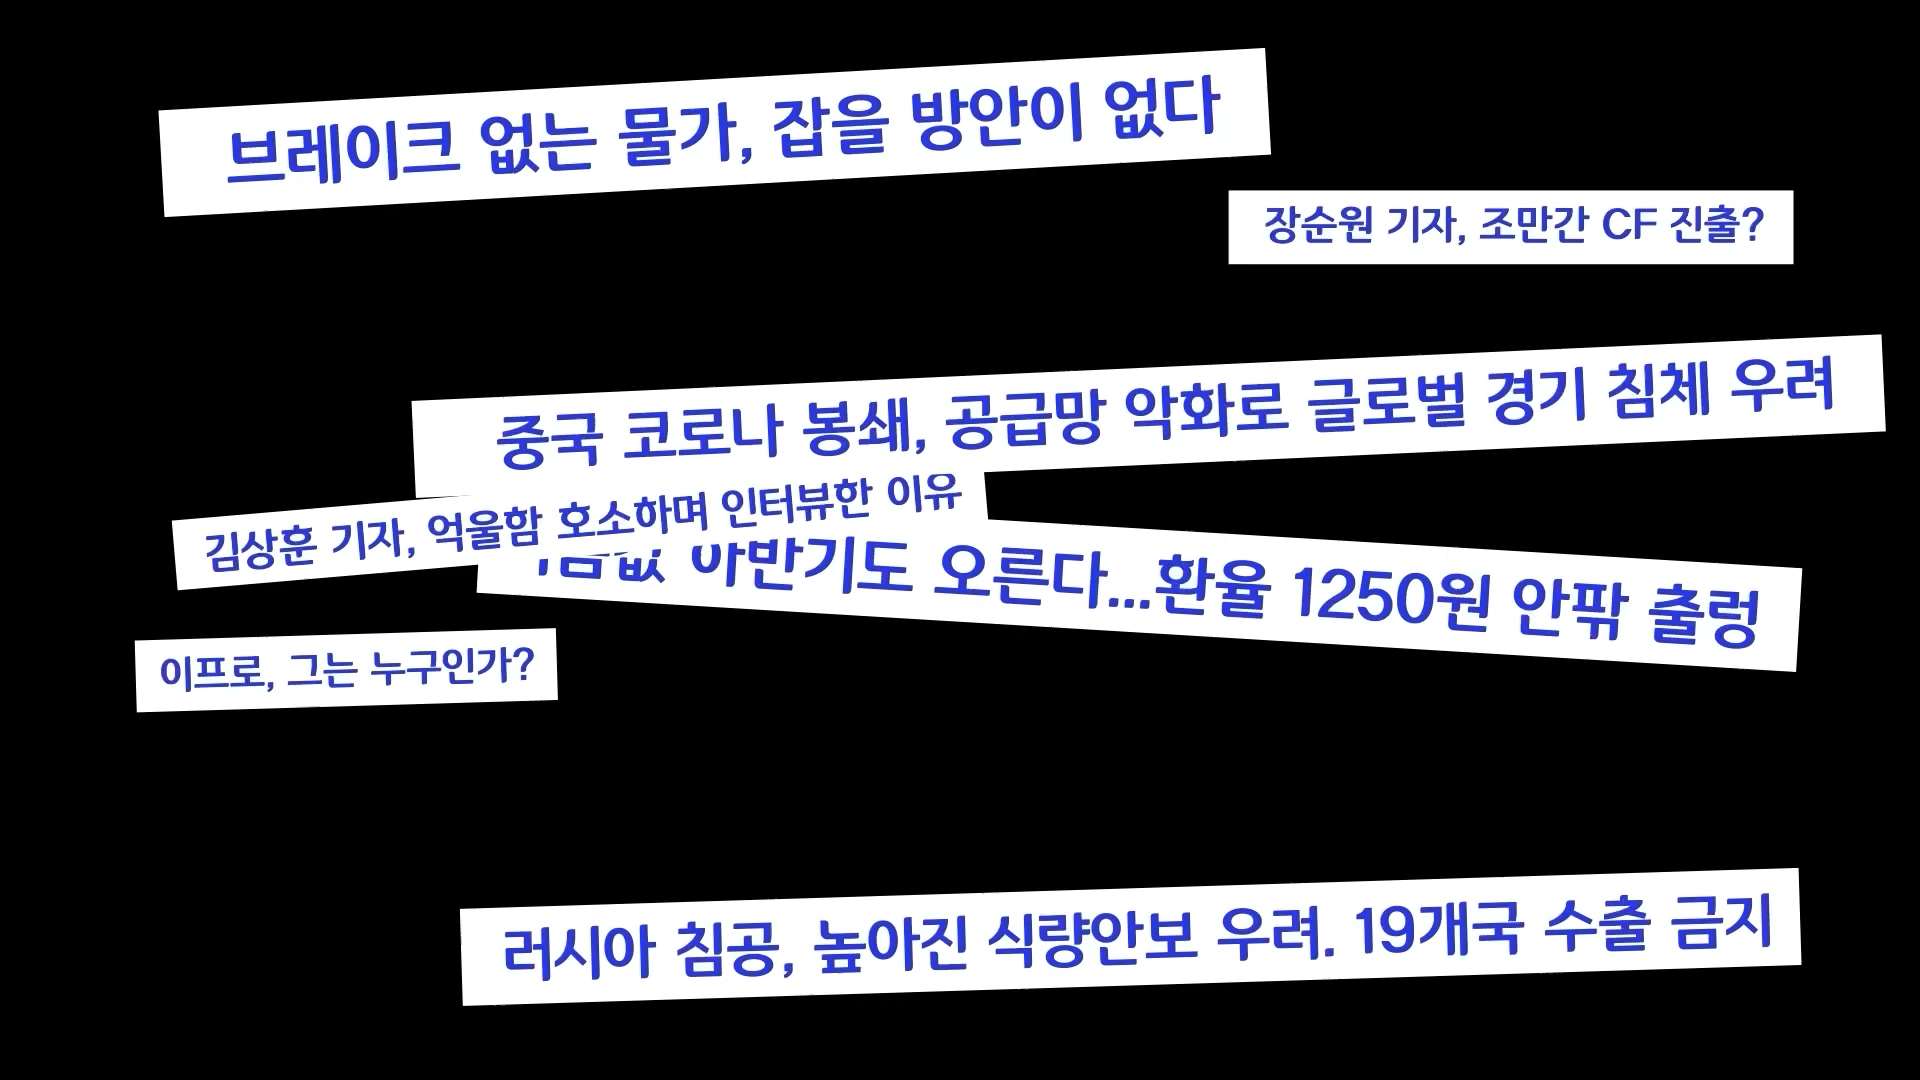 브레이크 없는 물가, 잡을 방안이 없다
장순원 기자, 조만간 CF 진출?
중국 코로나 봉쇄, 공급망 악화로 글로벌 경기 침체 우려
김상훈 기자, 억울함 호소하며 인터뷰한 이유
오른다...환율 1250원 안팎 출렁
이프로, 그는 누구인가?
러시아 침공, 높아진 식량안보 우려. 19개국 수출 금지